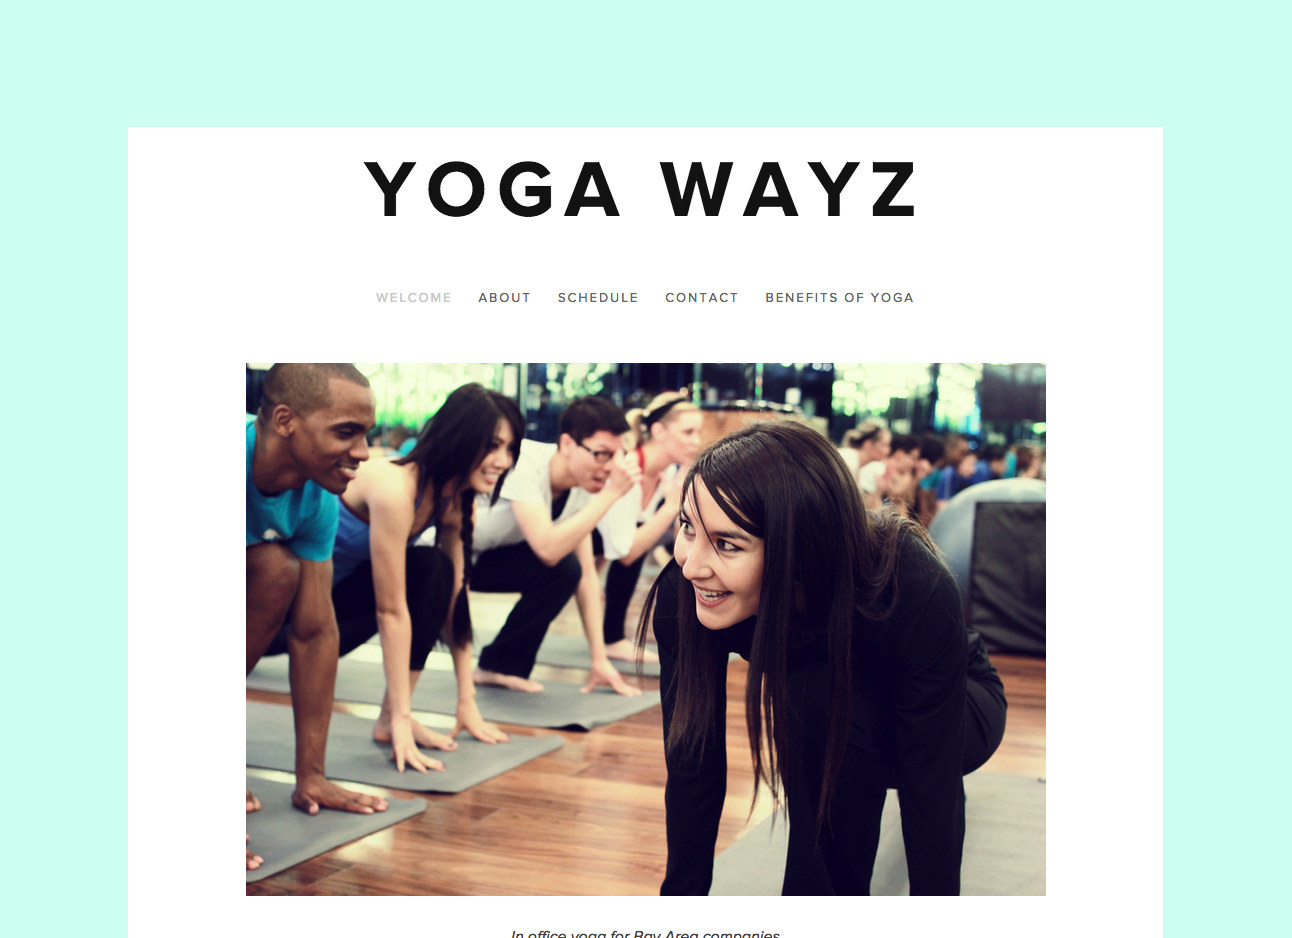 YOGA WAYZ
WELCOME ABOUT SCHEDULE CONTACT BENEFITS OF YOGA
In office yoga for Bay Area companies